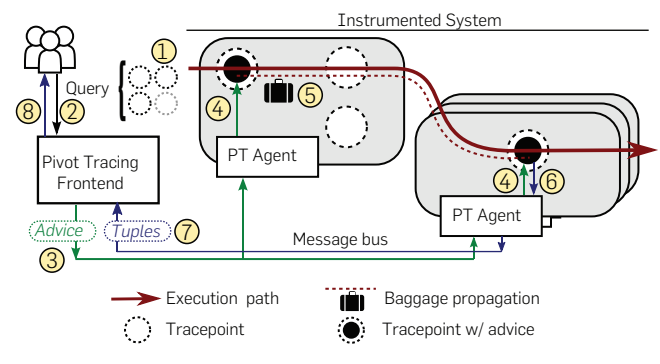 Instrumented System
1
Query
8
2
4
5
PT Agent
Pivot Tracing
Frontend
4
6
PT Agent
Advice
Tuples
7
Message bus
3
Execution path
Baggage propagation
Tracepoint
Tracepoint w/ advice